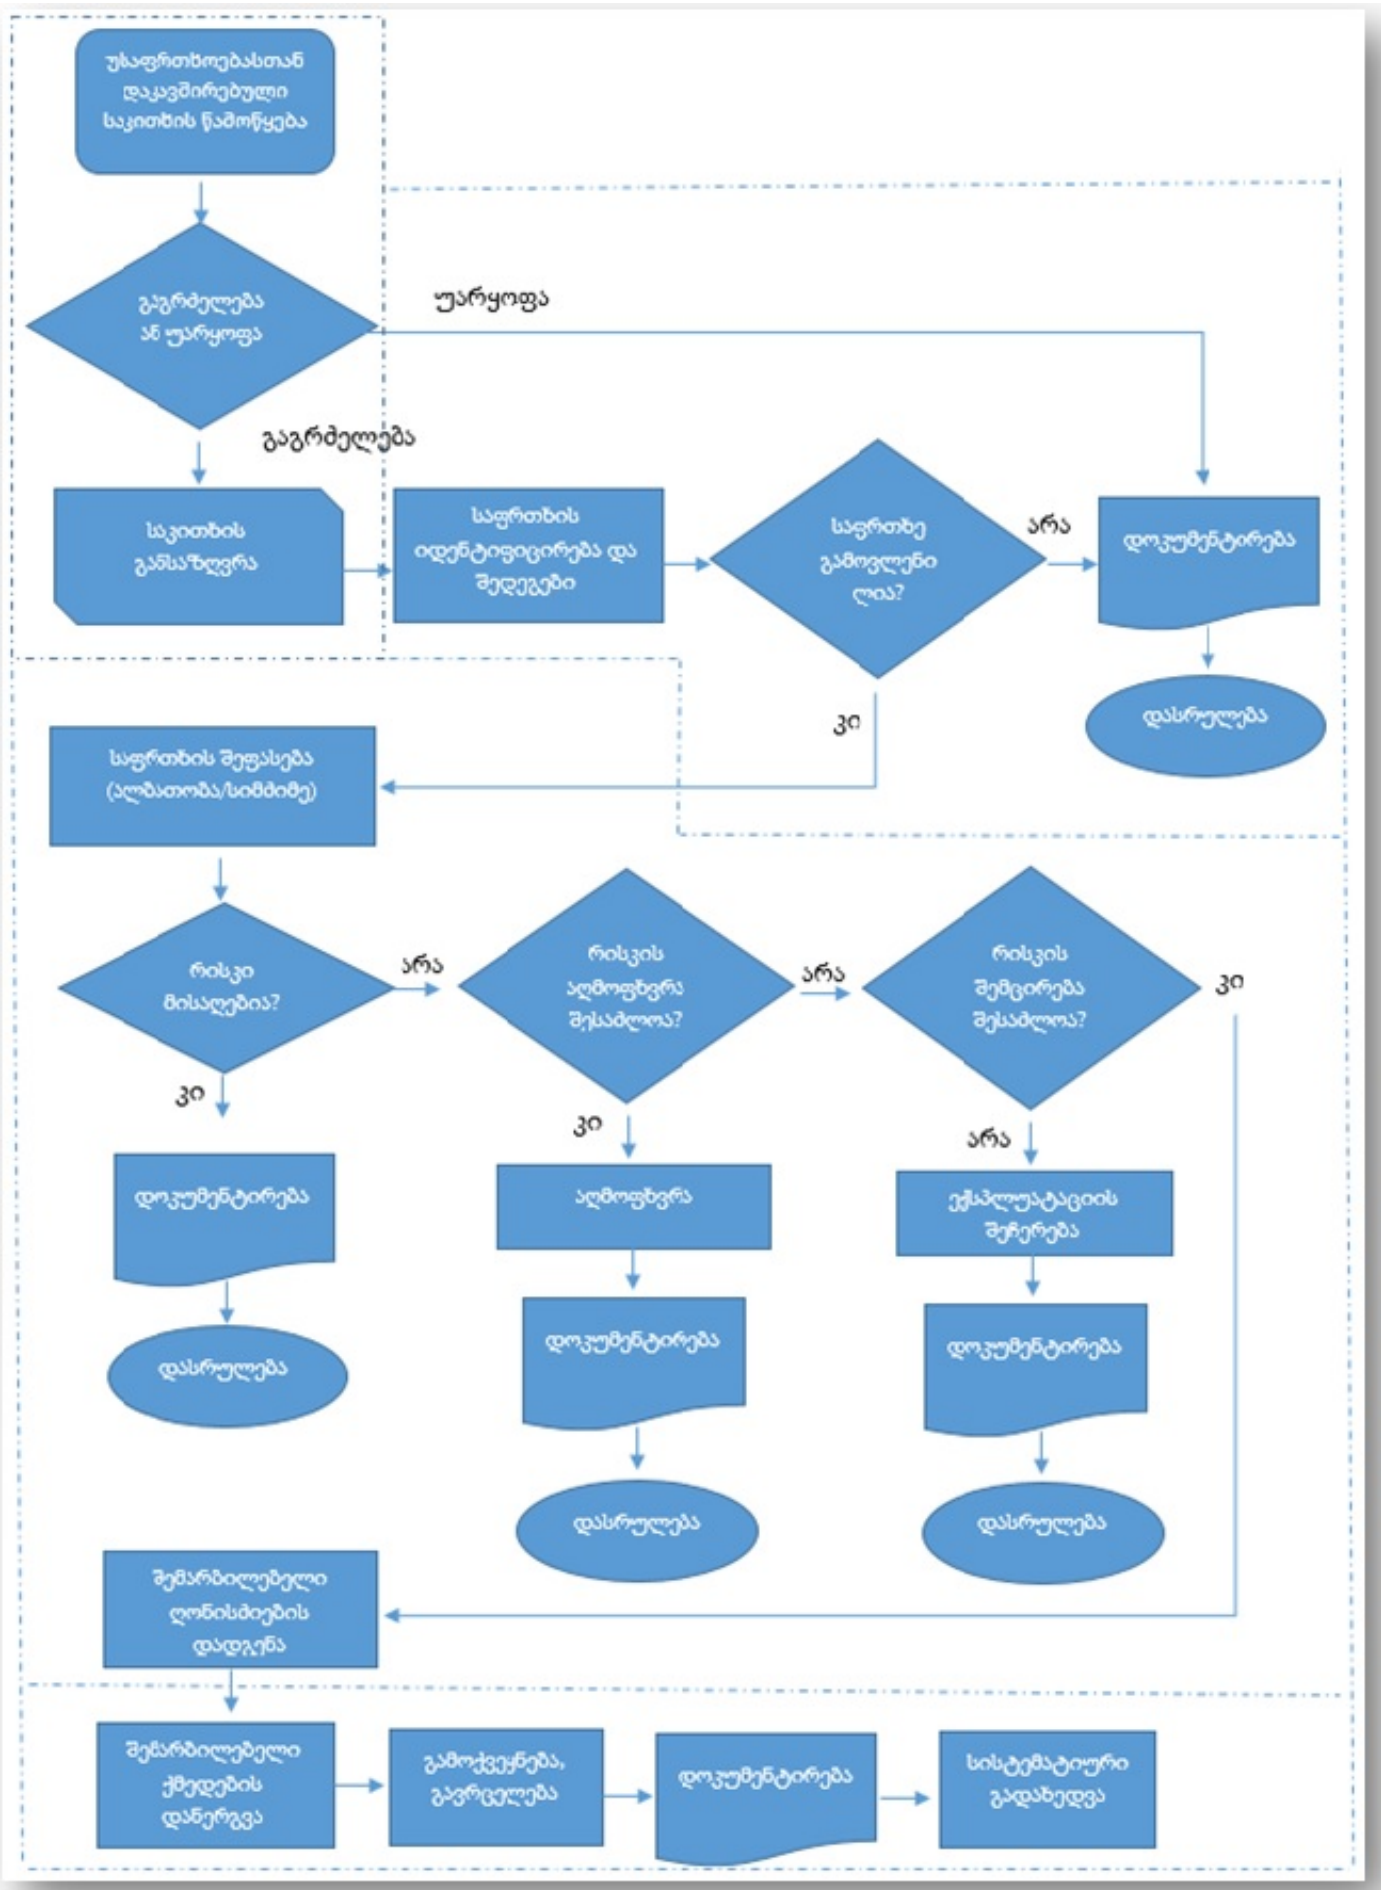 უსაფრთხოებასთან
დაკავშირებული
საკითხის წამოწყება
გაგრძელება
ან უარყოფა
უარყოფა
გაგრძელება
საკითხის
განსაზღვრა
საფრთხის
იდენტიფიცირება და
შედეგები
საფრთხე
გამოვლენი
ლია?
არა
დოკუმენტირება
დასრულება
კი
საფრთხის შეფასება
(ალბათობა/სიმძიმე)
რისკი
მისაღებია?
არა
რისკის
აღმოფხვრა
შესაძლოა?
არა
რისკის
შემცირება
შესაძლოა?
კი
კი
კი
არა
დოკუმენტირება
აღმოფხვრა
ექსპლუატაციის
შეჩერება
დასრულება
დოკუმენტირება
დოკუმენტირება
დასრულება
დასრულება
შემარბილებელი
ღონისძიების
დადგენა
შემარბილებელი
ქმედების
დანერგვა
გამოქვეყნება,
გავრცელება
დოკუმენტირება
სისტემატიური
გადახედვა